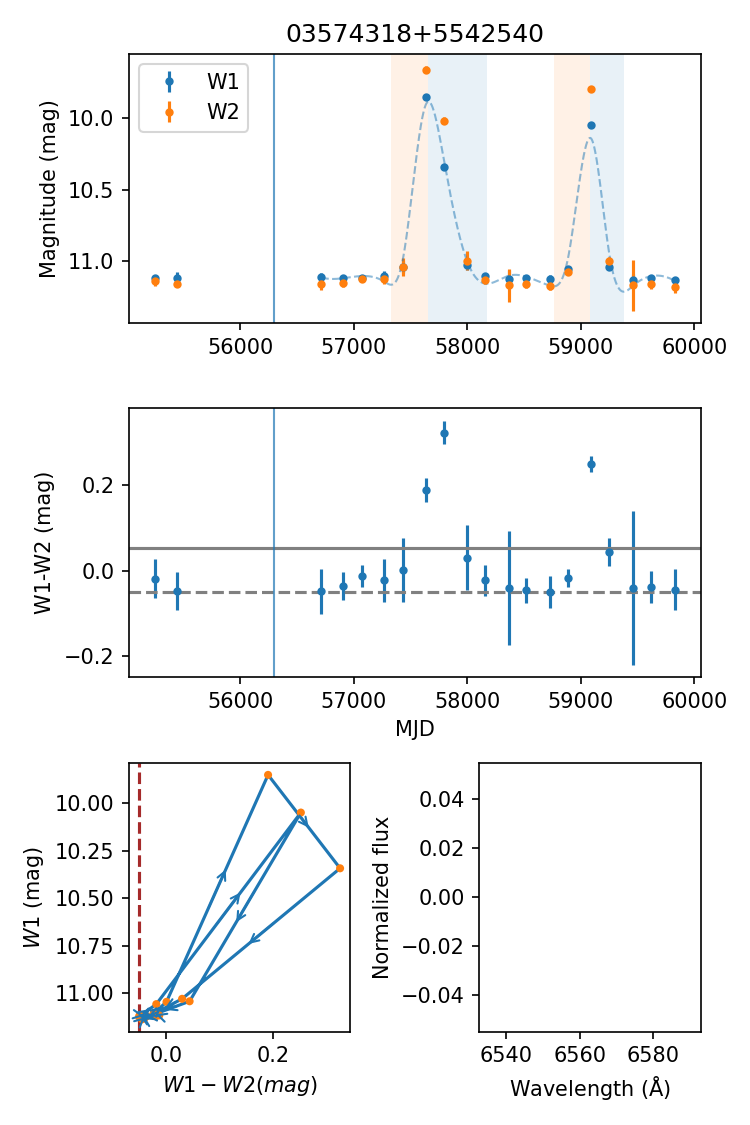 03574318+5542540
W1
W2
Magnitude (mag)
10.0
10.5
11.0
56000 57000 58000 59000 60000
W1-W2 (mag)
0.2
0.0
−0.2
56000 57000 58000 59000 60000
MJD
W1 (mag)
10.00
10.25
10.50
10.75
11.00
0.0 0.2
W1 − W2(mag)
Normalized flux
0.04
0.02
0.00
−0.02
−0.04
6540 6560 6580
Wavelength (Å)